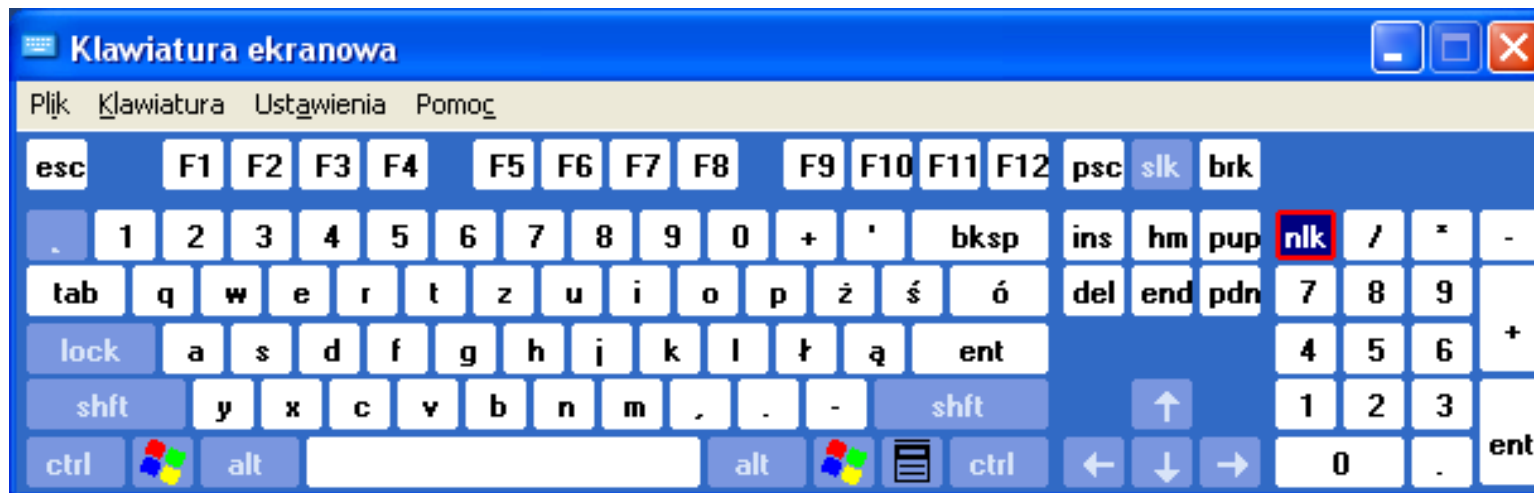 Klawiatura ekranowa
Plik Klawiatura Ustawienia Pomoc
esc F1 F2 F3 F4 F5 F6 F7 F8 F9 F10 F11 F12 psc slk brk
˛ 1 2 3 4 5 6 7 8 9 0 + ' bksp ins hm pup nlk / * -
tab q w e r t z u i o p ż ś ó del end pdn 7 8 9
lock a s d f g h j k l ł ą ent 4 5 6 +
shft y x c v b n m , . - shft ↑ 1 2 3
ctrl alt alt ctrl ← ↓ → 0 . ent